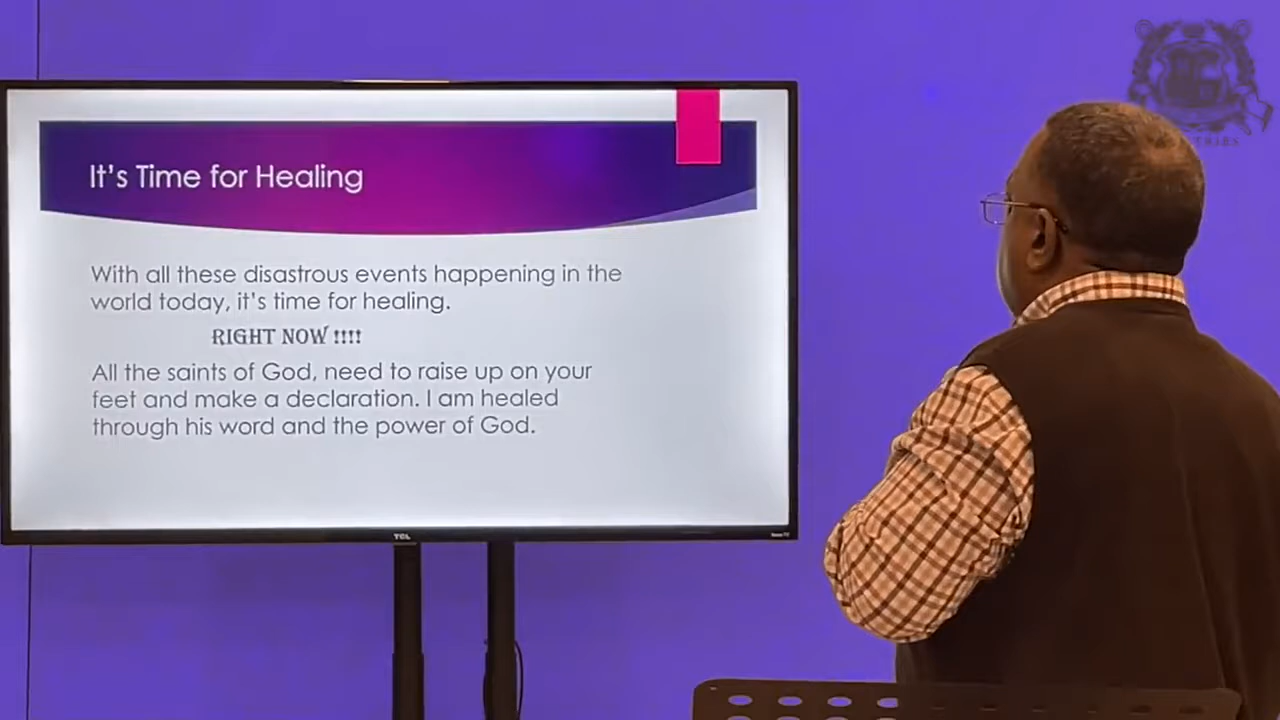 It's Time for Healing
With all these disastrous events happening in the
world today, it's time for healing.
RIGHT NOW !!!!
All the saints of God, need to raise up on your
feet and make a declaration. I am healed
through his word and the power of God.
TCL